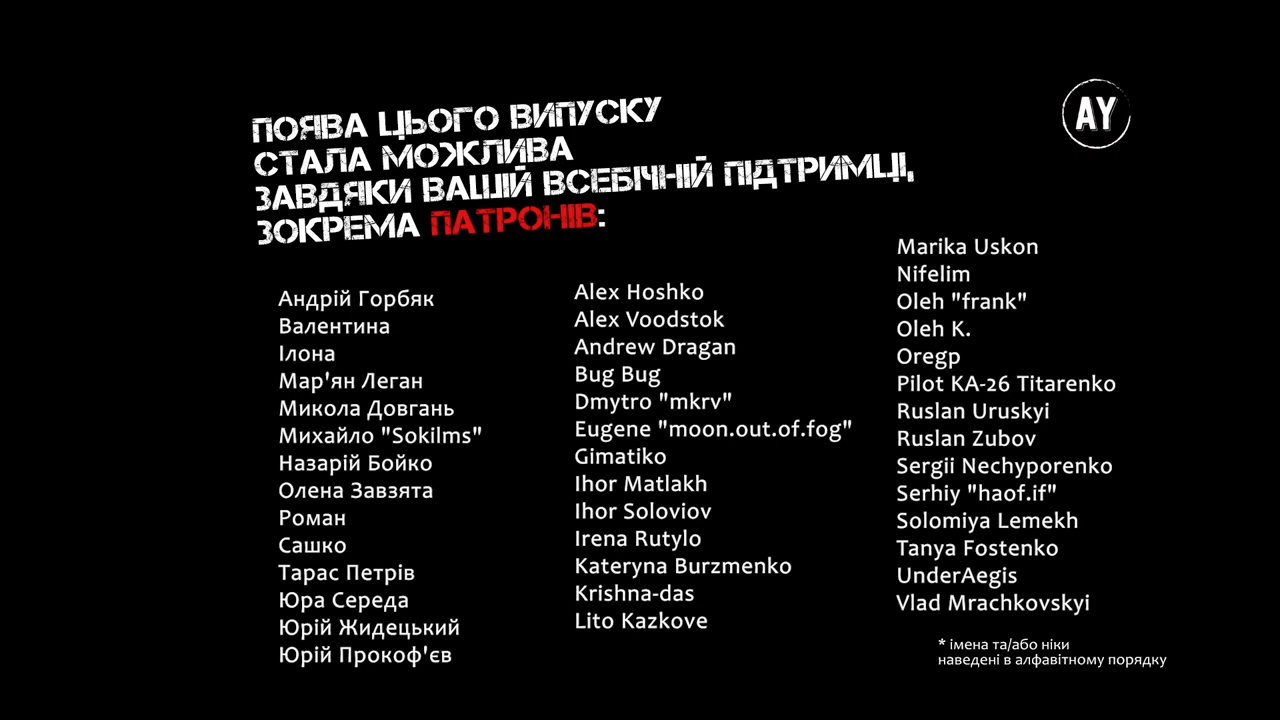 ПОЯВА ЦЬОГО ВИПУСКУ
СТАЛА МОЖЛИВА
ЗАВДЯКИ ВАШІЙ ВСЕБІЧНІЙ ПІДТРИМЦІ,
ЗОКРЕМА ПАТРОНІВ:
AY
Андрій Горбяк
Валентина
Ілона
Мар'ян Леган
Микола Довгань
Михайло "Sokilms"
Назарій Бойко
Олена Завзята
Роман
Сашко
Тарас Петрів
Юра Середа
Юрій Жидецький
Юрій Прокоф'єв
Alex Hoshko
Alex Voodstok
Andrew Dragan
Bug Bug
Dmytro "mkrv"
Eugene "moon.out.of.fog"
Gimatiko
Ihor Matlakh
Ihor Soloviov
Irena Rutylo
Kateryna Burzmenko
Krishna-das
Lito Kazkove
Marika Uskon
Nifelim
Oleh "frank"
Oleh K.
Oregp
Pilot KA-26 Titarenko
Ruslan Uruskyi
Ruslan Zubov
Sergii Nechyporenko
Serhiy "haof.if"
Solomiya Lemekh
Tanya Fostenko
UnderAegis
Vlad Mrachkovskyi
* імена та/або ніки
наведені в алфавітному порядку